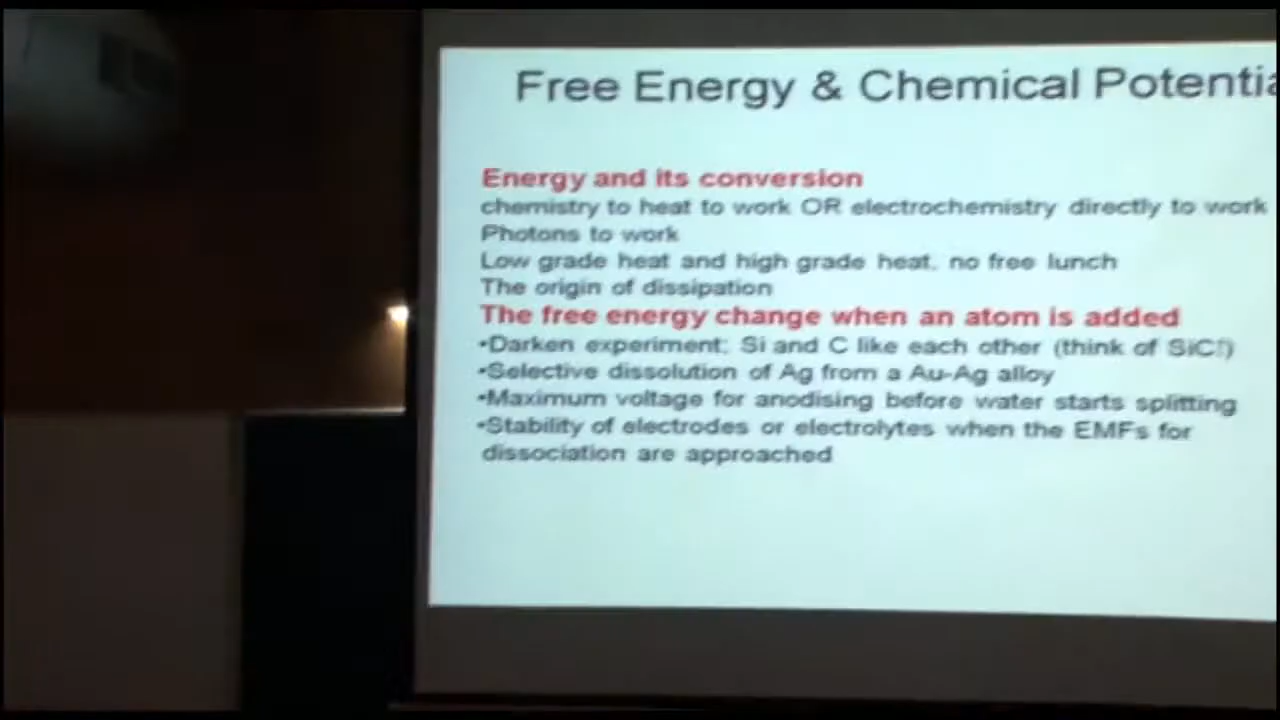 Free Energy & Chemical Potentia
Energy and its conversion
chemistry to heat to work OR electrochemistry directly to work
Photons to work
Low grade heat and high grade heat, no free lunch
The origin of dissipation
The free energy change when an atom is added
•Darken experiment; Si and C like each other (think of SiC!)
•Selective dissolution of Ag from a Au-Ag alloy
•Maximum voltage for anodising before water starts splitting
•Stability of electrodes or electrolytes when the EMFs for
dissociation are approached